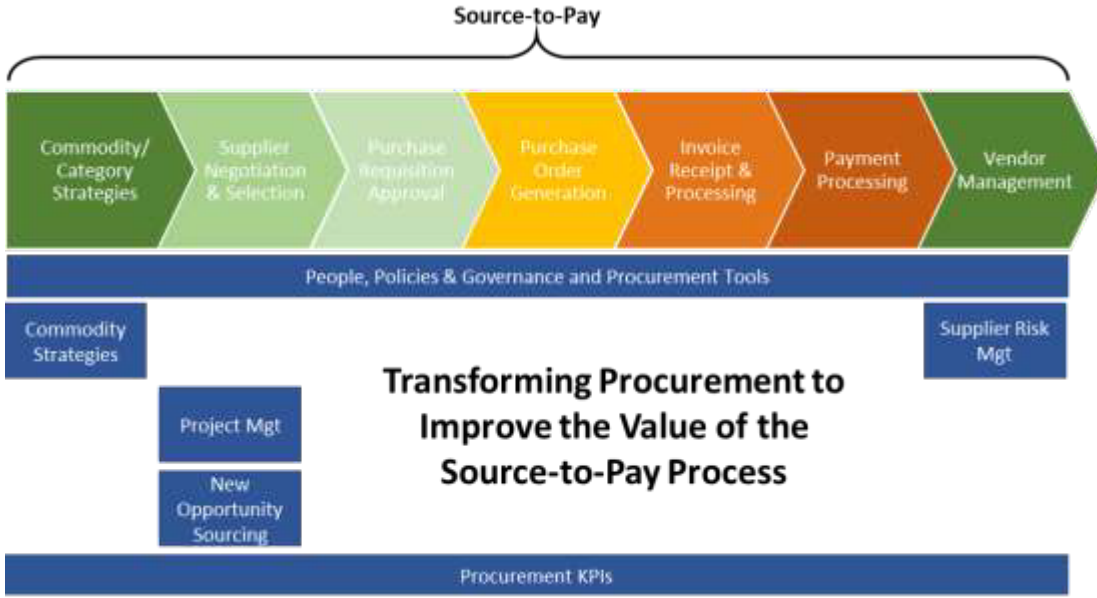 Source-to-Pay
Commodity/
Category
Strategies
Supplier
Negotiation
& Selection
Purchase
Requisition
Approval
Purchase
Order
Generation
Invoice
Receipt &
Processing
Payment
Processing
Vendor
Management
People, Policies & Governance and Procurement Tools
Commodity
Strategies
Supplier Risk
Mgt
Transforming Procurement to
Improve the Value of the
Source-to-Pay Process
Project Mgt
New
Opportunity
Sourcing
Procurement KPIs